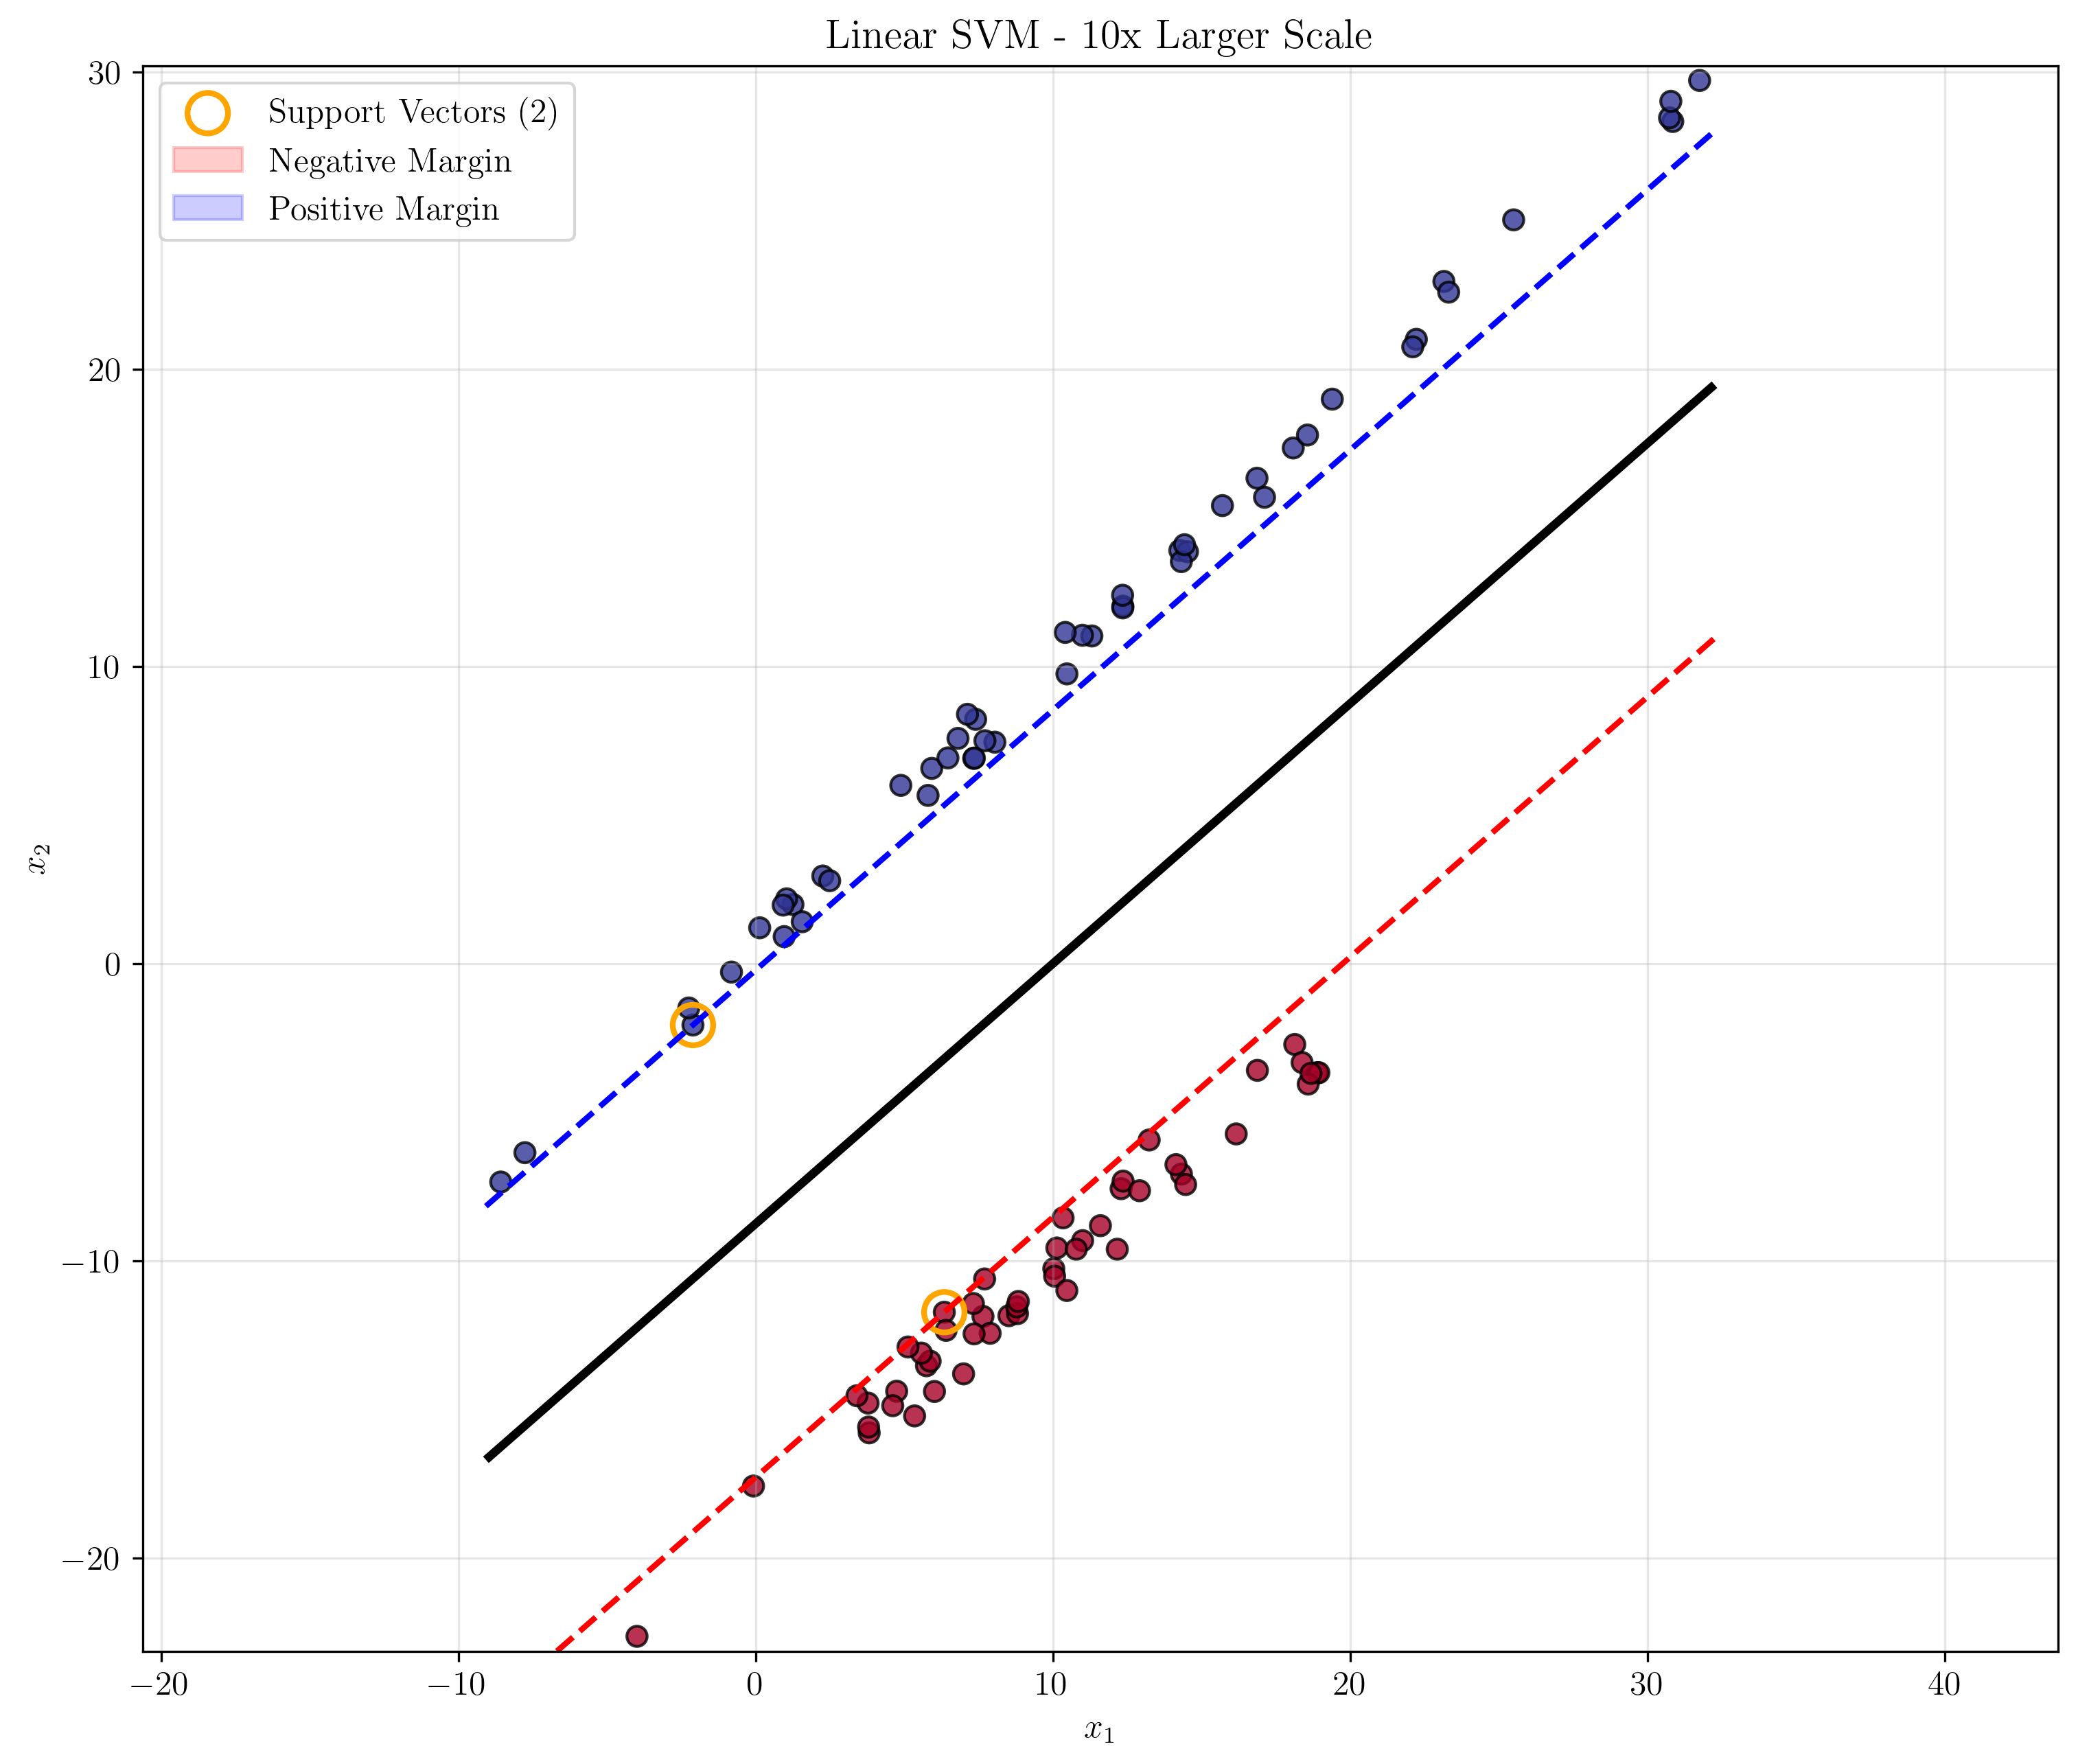 Linear SVM - 10x Larger Scale
Support Vectors (2)
Negative Margin
Positive Margin
30
20
10
0
−10
−20
x₂
−20 −10 0 10 20 30 40
x₁